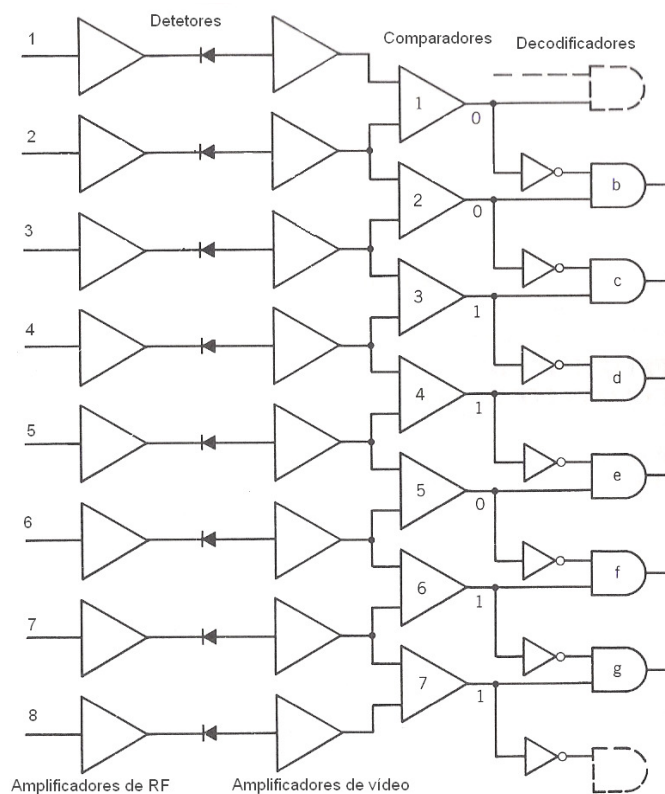 Detetores
1
Comparadores
Decodificadores
1
0
2
b
2
0
3
c
3
1
4
d
4
1
5
e
5
0
6
f
6
1
7
g
7
1
8
Amplificadores de RF
Amplificadores de vídeo